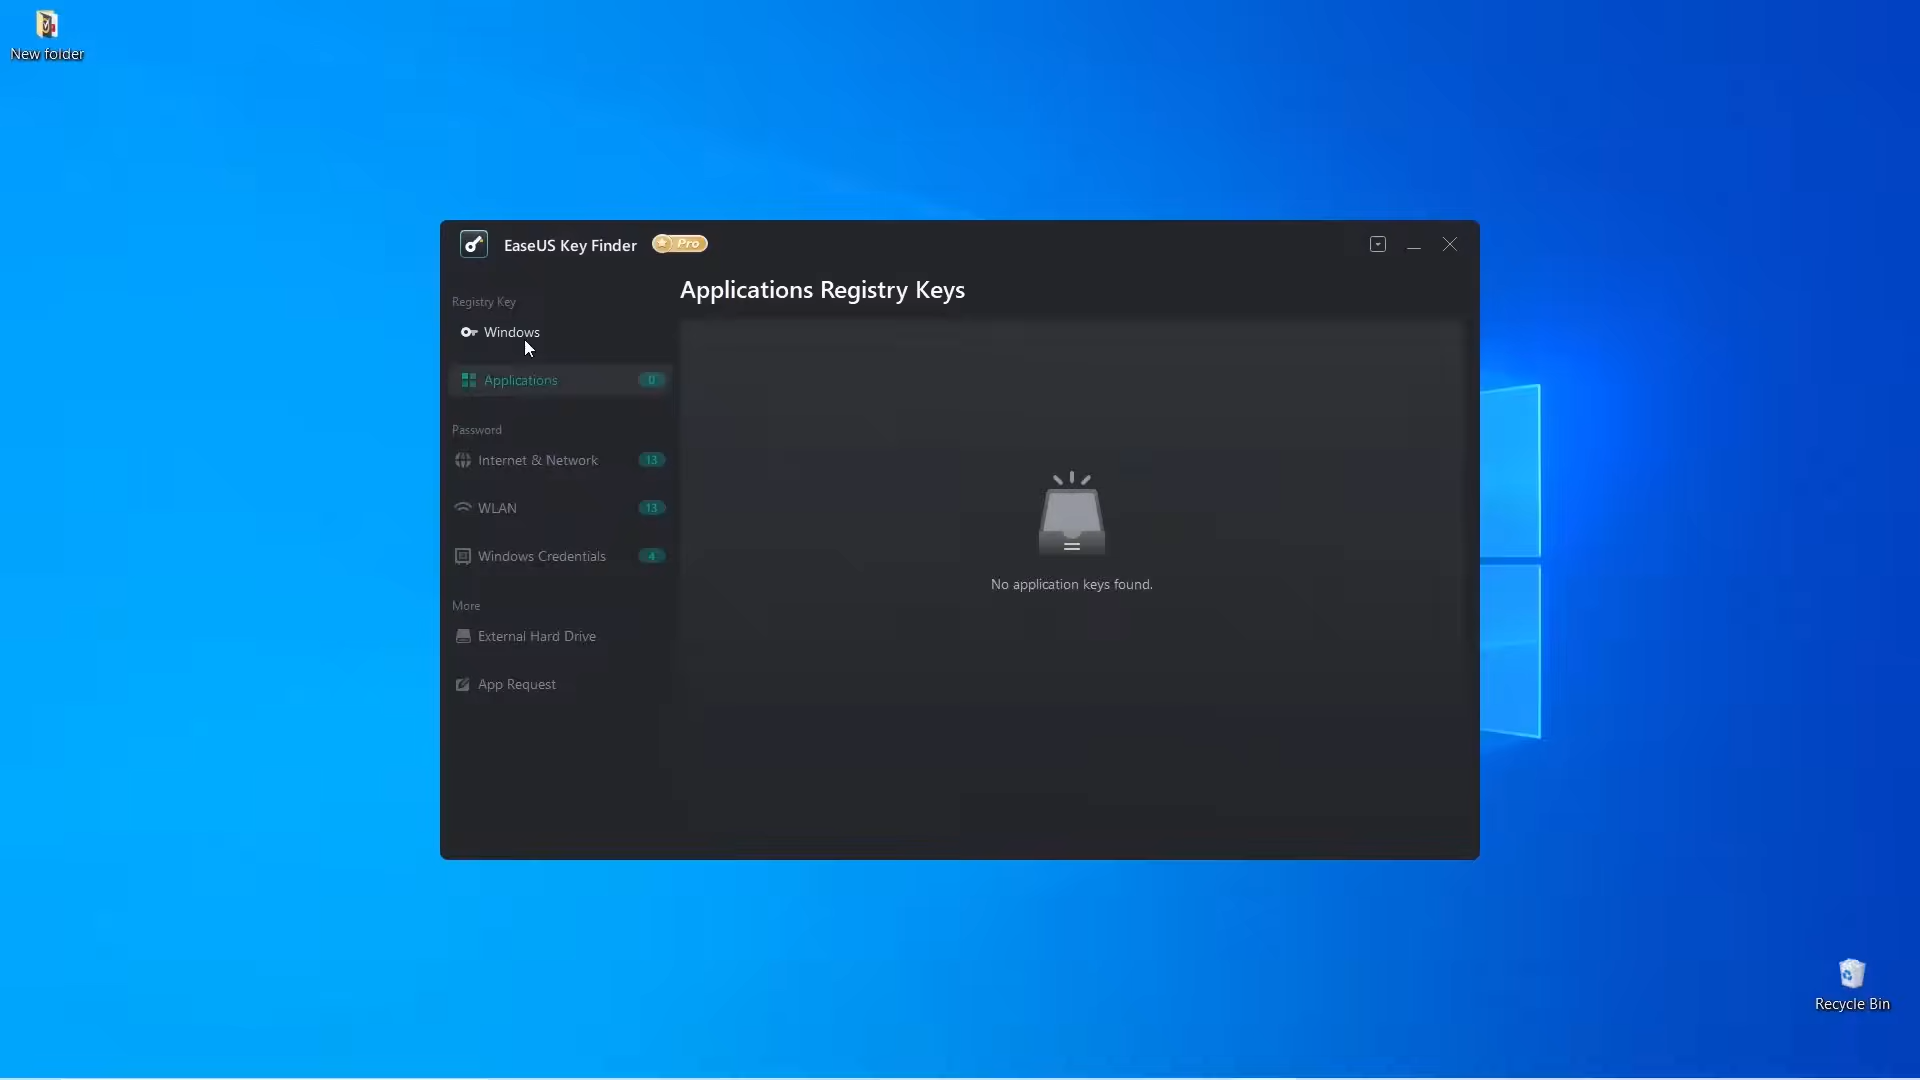 New folder
EaseUS Key Finder
Pro
Applications Registry Keys
Registry Key
Windows
Applications 0
Password
Internet & Network 13
WLAN 13
Windows Credentials 4
More
External Hard Drive
App Request
No application keys found.
Recycle Bin